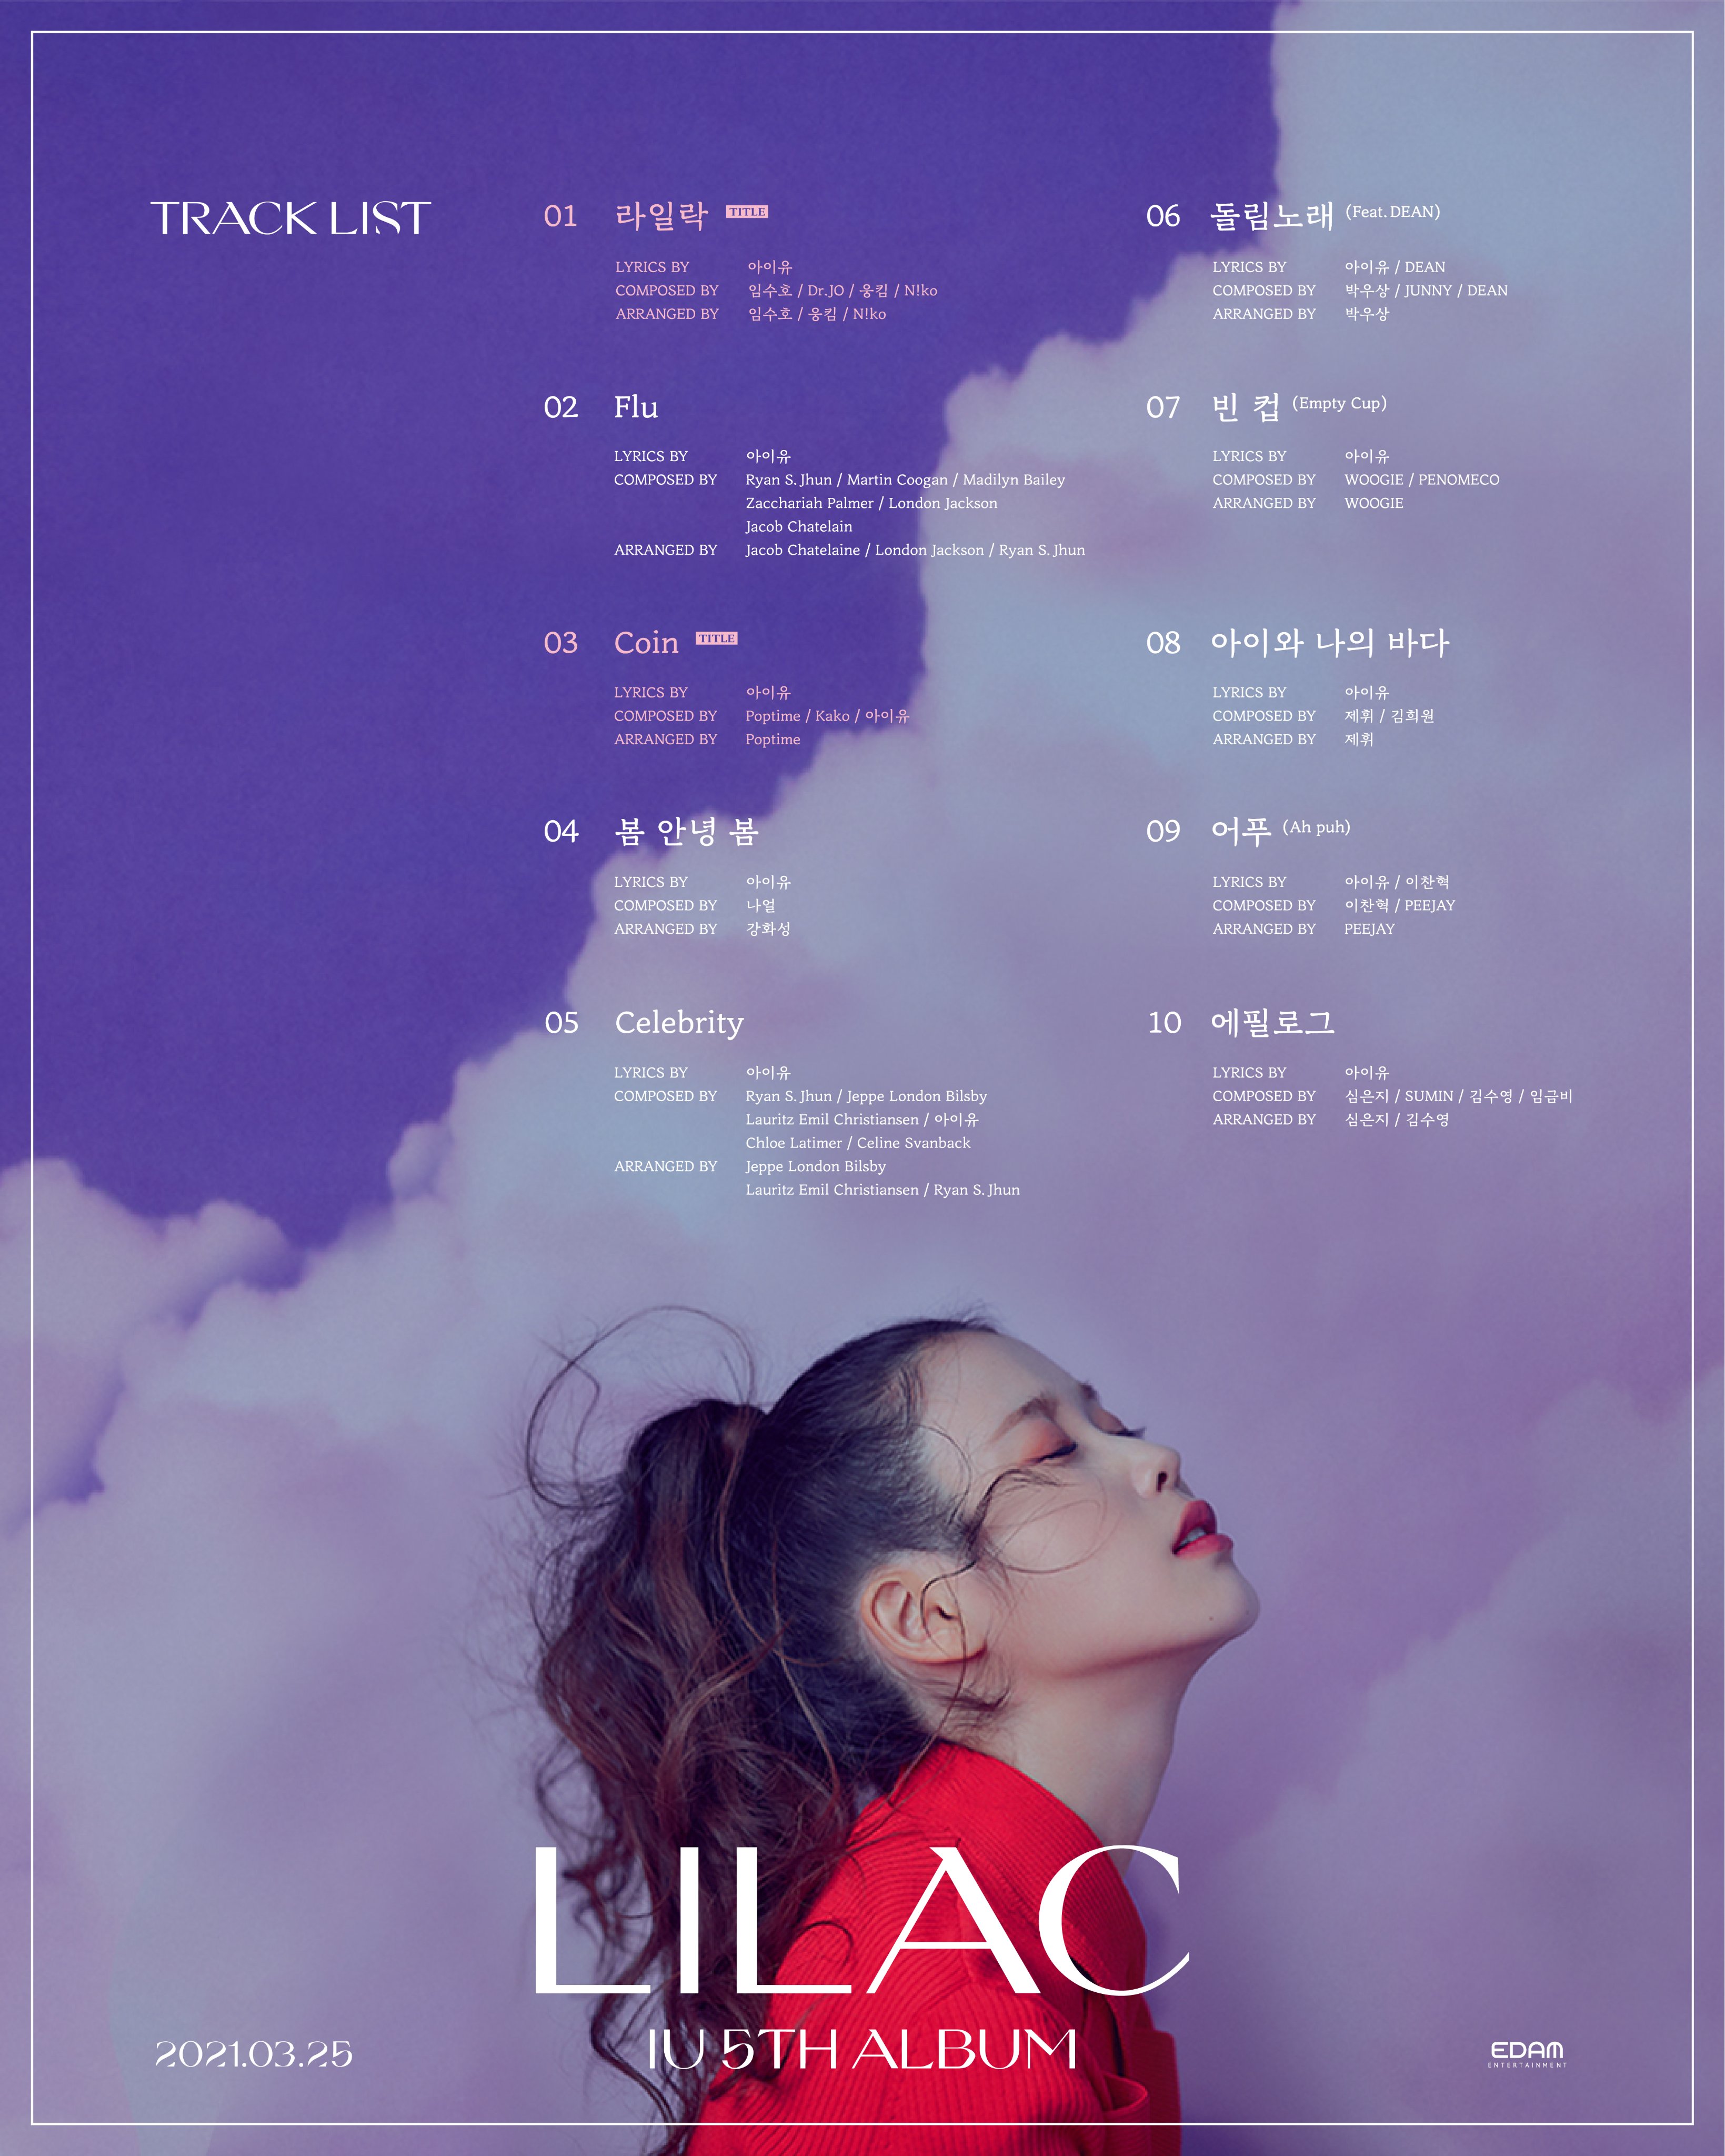 TRACK LIST
01 라일락 TITLE
LYRICS BY 아이유
COMPOSED BY 임수호 / Dr.JO / 웅킴 / N!ko
ARRANGED BY 임수호 / 웅킴 / N!ko
02 Flu
LYRICS BY 아이유
COMPOSED BY Ryan S. Jhun / Martin Coogan / Madilyn Bailey
Zacchariah Palmer / London Jackson
Jacob Chatelain
ARRANGED BY Jacob Chatelaine / London Jackson / Ryan S. Jhun
03 Coin TITLE
LYRICS BY 아이유
COMPOSED BY Poptime / Kako / 아이유
ARRANGED BY Poptime
04 봄 안녕 봄
LYRICS BY 아이유
COMPOSED BY 나얼
ARRANGED BY 강화성
05 Celebrity
LYRICS BY 아이유
COMPOSED BY Ryan S. Jhun / Jeppe London Bilsby
Lauritz Emil Christiansen / 아이유
Chloe Latimer / Celine Svanback
ARRANGED BY Jeppe London Bilsby
Lauritz Emil Christiansen / Ryan S. Jhun
06 돌림노래 (Feat. DEAN)
LYRICS BY 아이유 / DEAN
COMPOSED BY 박우상 / JUNNY / DEAN
ARRANGED BY 박우상
07 빈 컵 (Empty Cup)
LYRICS BY 아이유
COMPOSED BY WOOGIE / PENOMECO
ARRANGED BY WOOGIE
08 아이와 나의 바다
LYRICS BY 아이유
COMPOSED BY 제휘 / 김희원
ARRANGED BY 제휘
09 어푸 (Ah puh)
LYRICS BY 아이유 / 이찬혁
COMPOSED BY 이찬혁 / PEEJAY
ARRANGED BY PEEJAY
10 에필로그
LYRICS BY 아이유
COMPOSED BY 심은지 / SUMIN / 김수영 / 임금비
ARRANGED BY 심은지 / 김수영
LILAC
IU 5TH ALBUM
2021.03.25
EDAM
ENTERTAINMENT